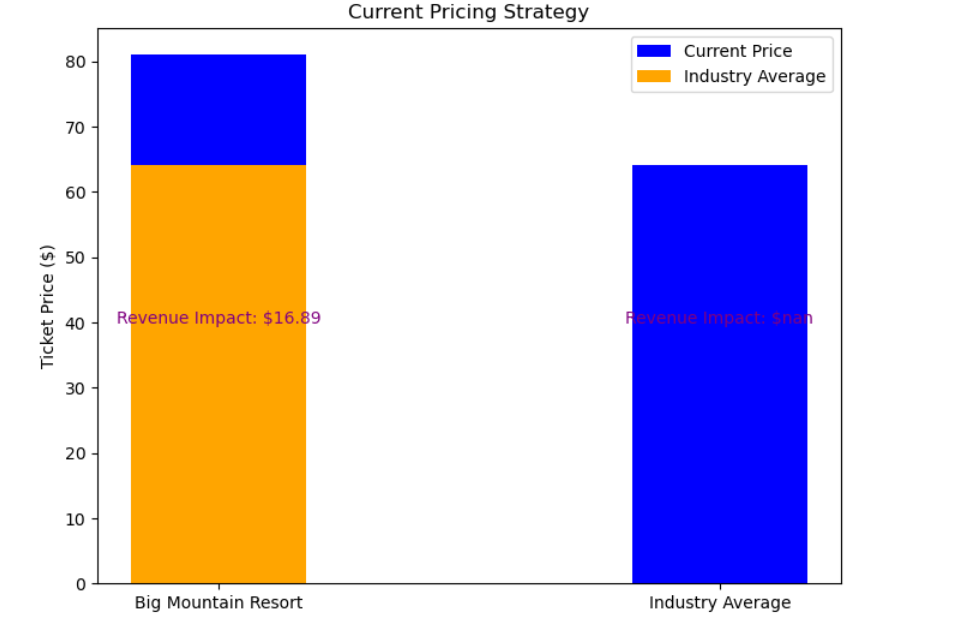 Current Pricing Strategy
Current Price
Industry Average
80
70
60
50
40
30
20
10
0
Ticket Price ($)
Revenue Impact: $16.89
Revenue Impact: $nan
Big Mountain Resort
Industry Average